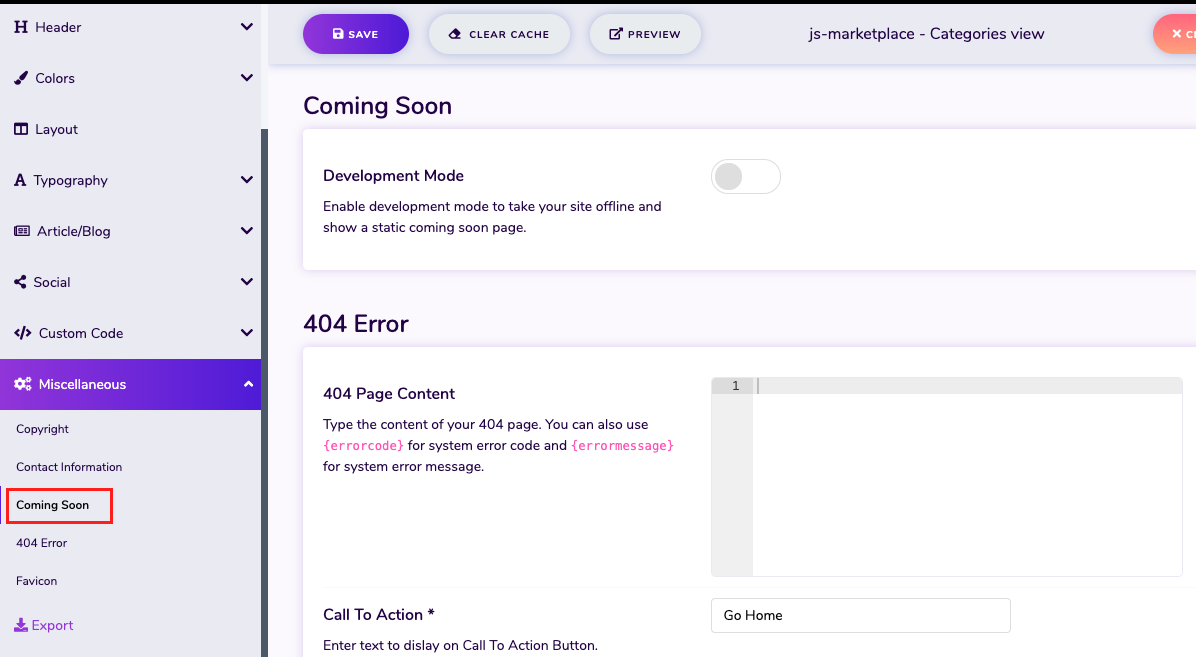 Header
Colors
Layout
Typography
Article/Blog
Social
Custom Code
Miscellaneous
Copyright
Contact Information
Coming Soon
404 Error
Favicon
Export
SAVE
CLEAR CACHE
PREVIEW
js-marketplace - Categories view
Coming Soon
Development Mode
Enable development mode to take your site offline and
show a static coming soon page.
404 Error
404 Page Content
Type the content of your 404 page. You can also use
{errorcode} for system error code and {errormessage}
for system error message.
1
Call To Action *
Enter text to dislay on Call To Action Button.
Go Home